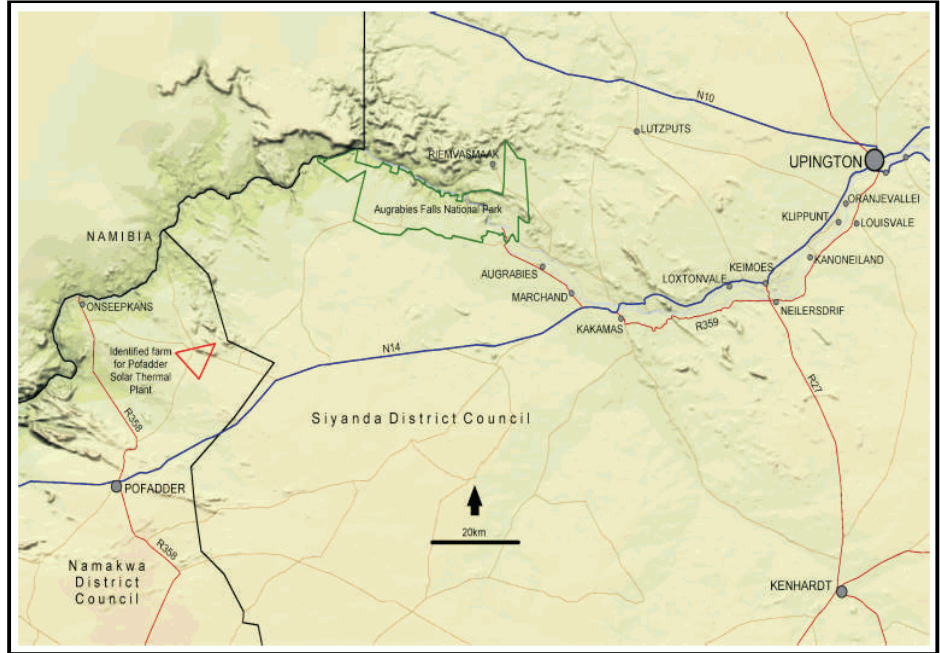 N10
LUTZPUTS
RIEMVASMAAK
UPINGTON
Augrabies Falls National Park
ORANJEVALLEI
KLIPPUNT
LOUISVALE
NAMIBIA
KANONEILAND
AUGRABIES
LOXTONVALE
KEIMOES
MARCHAND
ONSEEPKANS
NEILERSDRIF
KAKAMAS
R359
N14
Identified farm
for Pofadder
Solar Thermal
Plant
R27
R358
Siyanda District Council
POFADDER
20km
R358
Namakwa
District
Council
KENHARDT